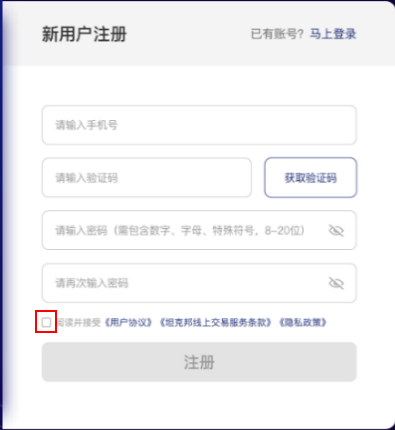 新用户注册
已有账号? 马上登录
请输入手机号
请输入验证码
获取验证码
请输入密码（需包含数字、字母、特殊符号，8-20位）
请再次输入密码
阅读并接受《用户协议》《坦克邦线上交易服务条款》《隐私政策》
注册